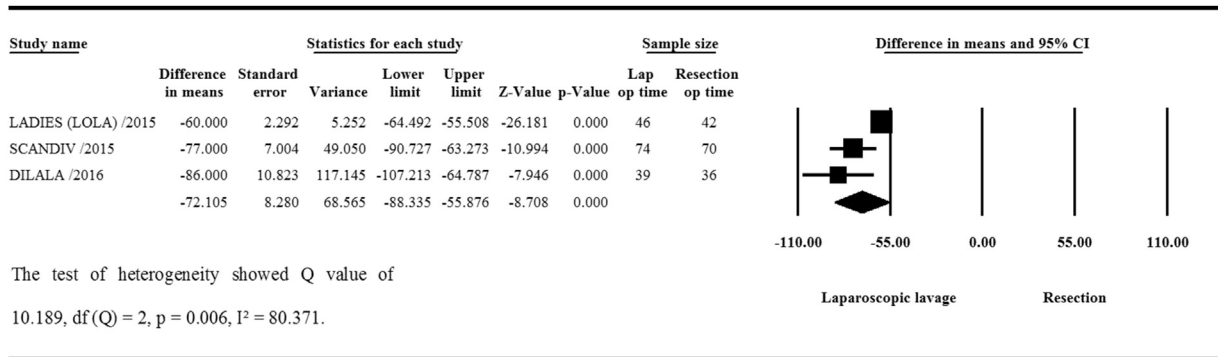 Study name Statistics for each study Sample size Difference in means and 95% CI
Difference Standard Lower Upper Lap Resection
in means error Variance limit limit Z-Value p-Value op time op time
LADIES (LOLA) /2015 -60.000 2.292 5.252 -64.492 -55.508 -26.181 0.000 46 42
SCANDIV /2015 -77.000 7.004 49.050 -90.727 -63.273 -10.994 0.000 74 70
DILALA /2016 -86.000 10.823 117.145 -107.213 -64.787 -7.946 0.000 39 36
-72.105 8.280 68.565 -88.335 -55.876 -8.708 0.000
-110.00 -55.00 0.00 55.00 110.00
Laparoscopic lavage Resection
The test of heterogeneity showed Q value of
10.189, df (Q) = 2, p = 0.006, I² = 80.371.